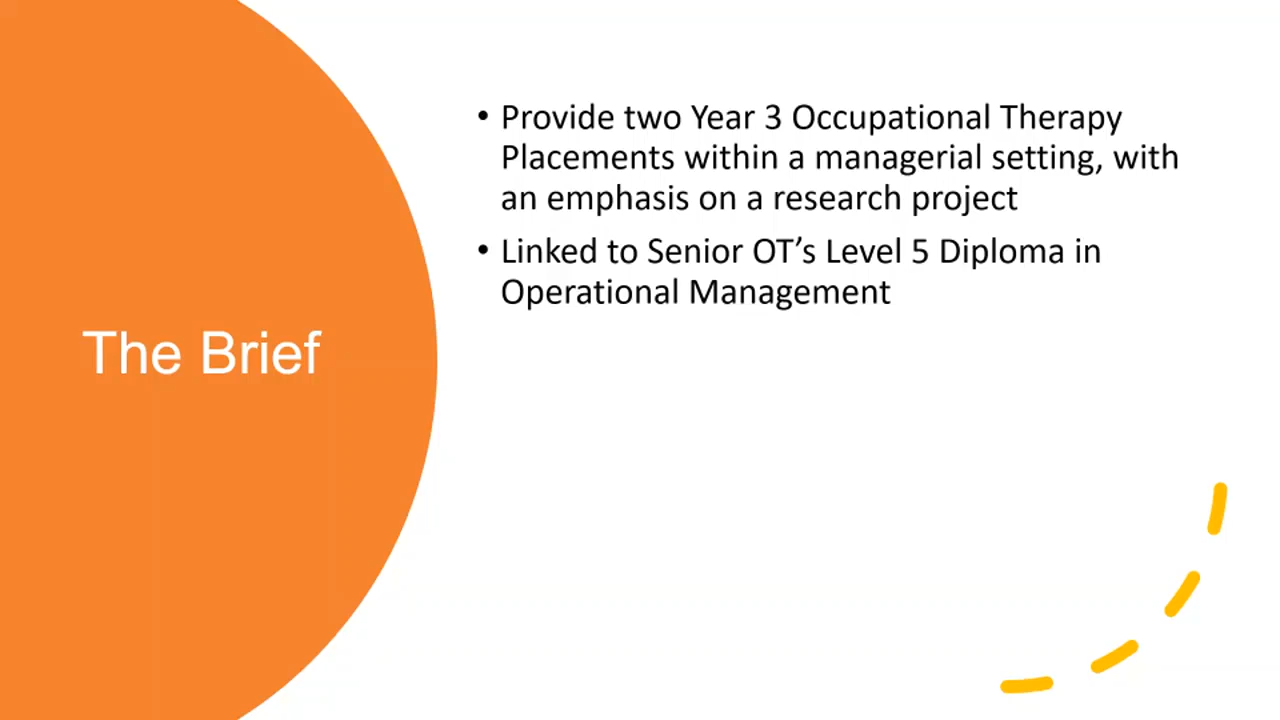 The Brief
• Provide two Year 3 Occupational Therapy
Placements within a managerial setting, with
an emphasis on a research project
• Linked to Senior OT’s Level 5 Diploma in
Operational Management